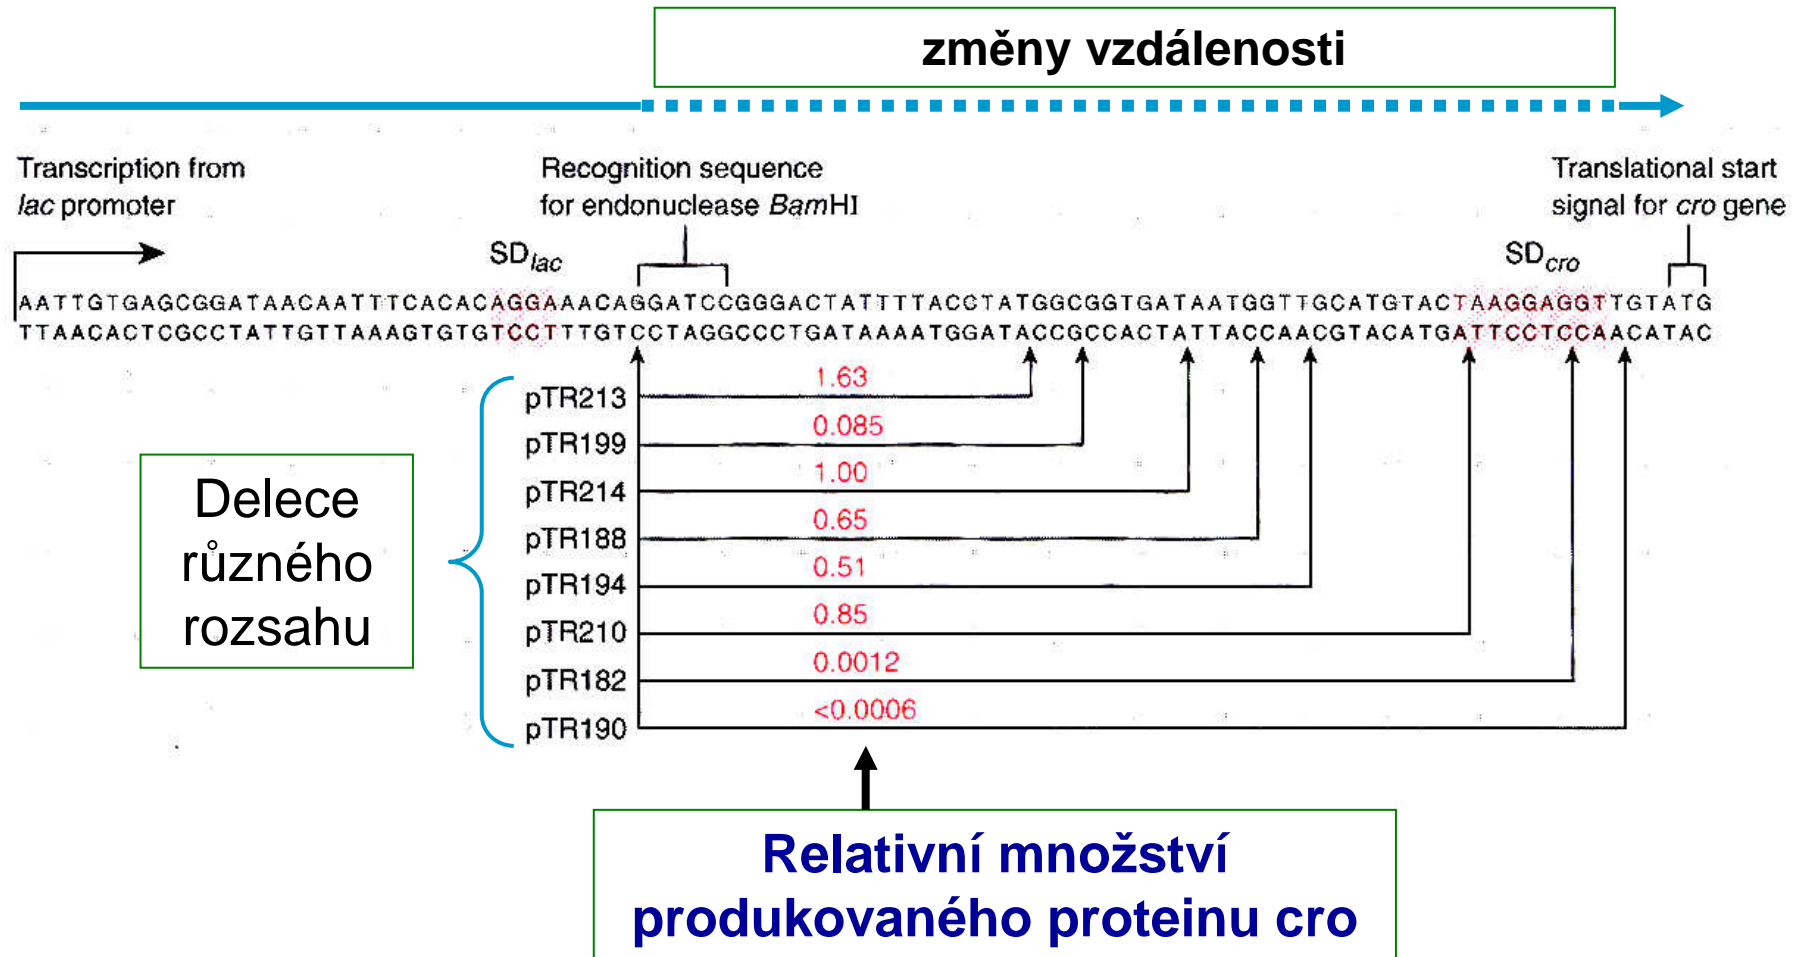 změny vzdálenosti
Transcription from
lac promoter
Recognition sequence
for endonuclease BamHI
Translational start
signal for cro gene
SDlac
SDcro
AATTGTGAGCGGATAACAATTTCACACAGGAAACAGGATCCGGGACTATTTTTACCTATGGCGGTGATAATGGTTGCATGTACTAAGGAGGTTGTATG
TTAACACTCGCCTATTGTTAAAGTGTGTCCTTTGTCCTAGGCCCTGATAAAAATGGATACCGCCACTATTACCAACGTACATGATTCCTCCAACATAC
pTR213 1.63
pTR199 0.085
pTR214 1.00
pTR188 0.65
pTR194 0.51
pTR210 0.85
pTR182 0.0012
pTR190 <0.0006
Delece
různého
rozsahu
Relativní množství
produkovaného proteinu cro